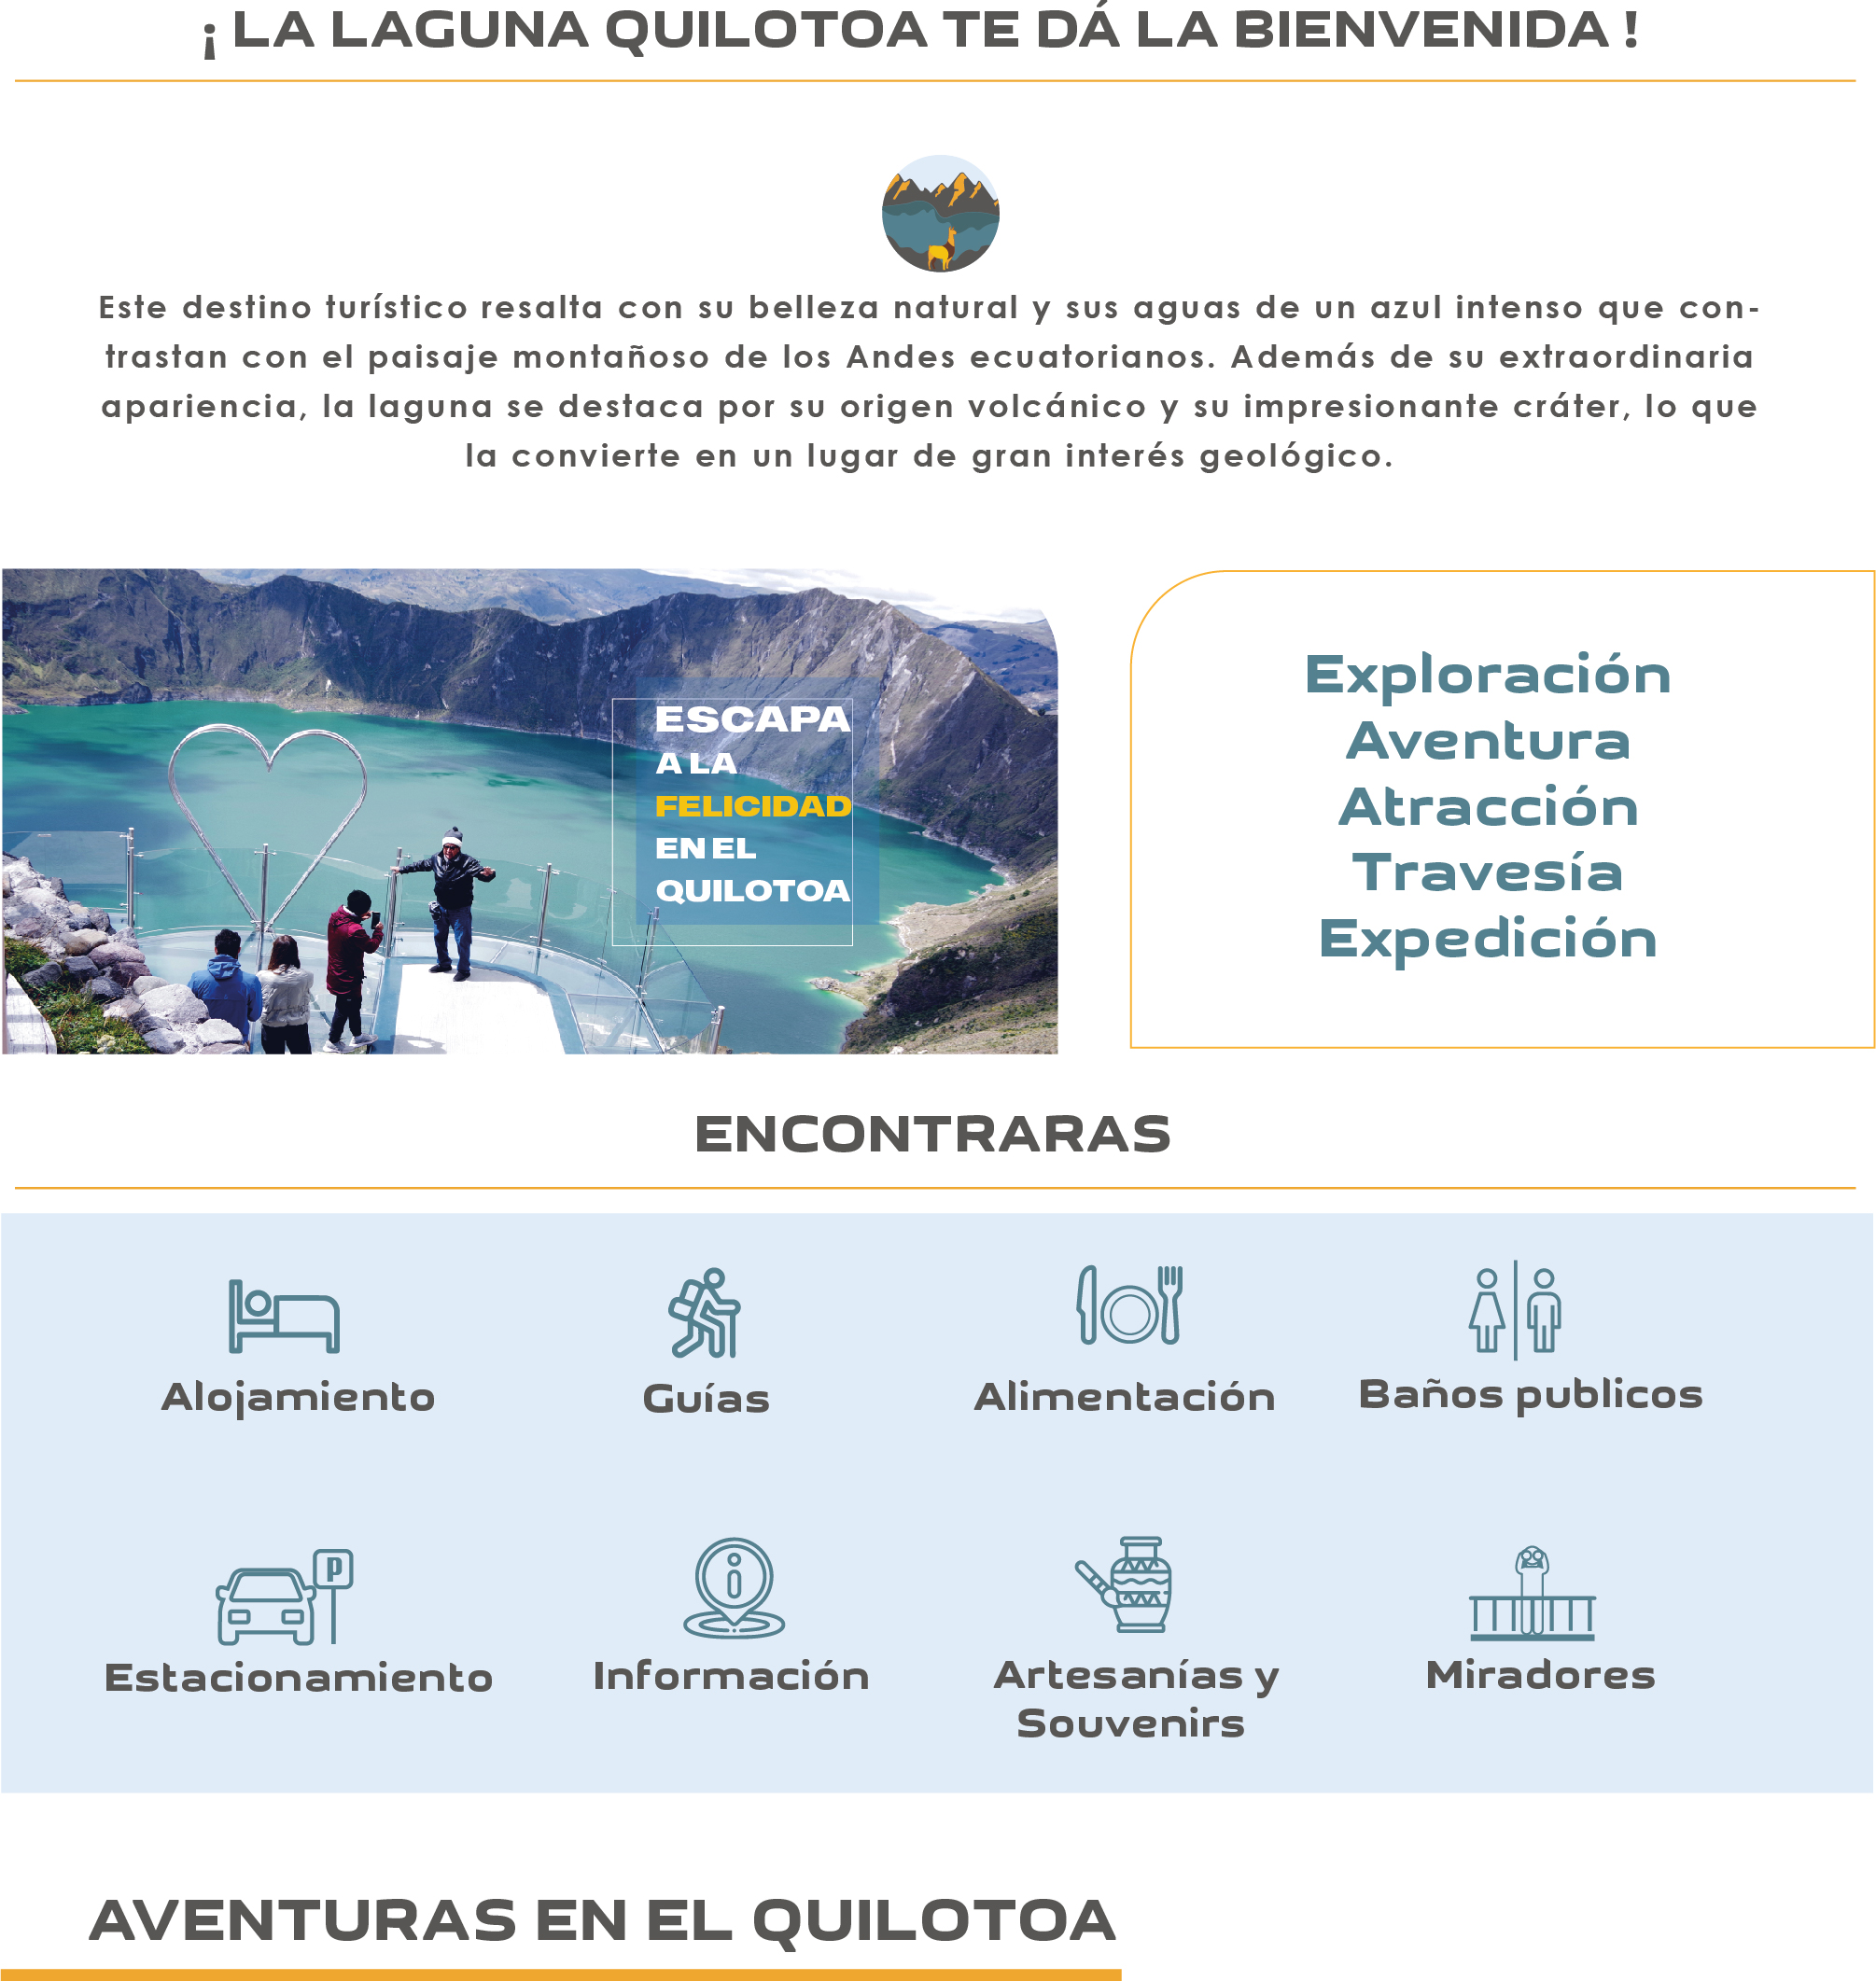 ¡ LA LAGUNA QUILOTOA TE DÁ LA BIENVENIDA !
Este destino turístico resalta con su belleza natural y sus aguas de un azul intenso que con-
trastan con el paisaje montañoso de los Andes ecuatorianos. Además de su extraordinaria
apariencia, la laguna se destaca por su origen volcánico y su impresionante cráter, lo que
la convierte en un lugar de gran interés geológico.
ESCAPA
A LA
FELICIDAD
EN EL
QUILOTOA
Exploración
Aventura
Atracción
Travesía
Expedición
ENCONTRARAS
Alojamiento
Guías
Alimentación
Baños publicos
P
Estacionamiento
Información
Artesanías y
Souvenirs
Miradores
AVENTURAS EN EL QUILOTOA